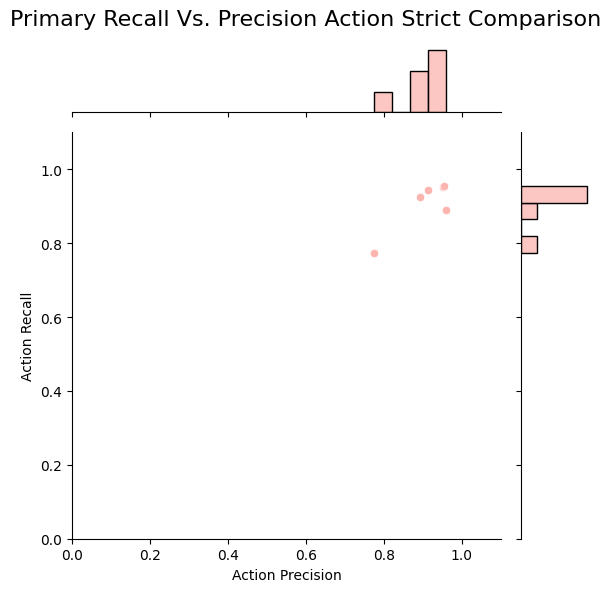 Primary Recall Vs. Precision Action Strict Comparison
1.0
0.8
0.6
0.4
0.2
0.0
Action Recall
0.0 0.2 0.4 0.6 0.8 1.0
Action Precision